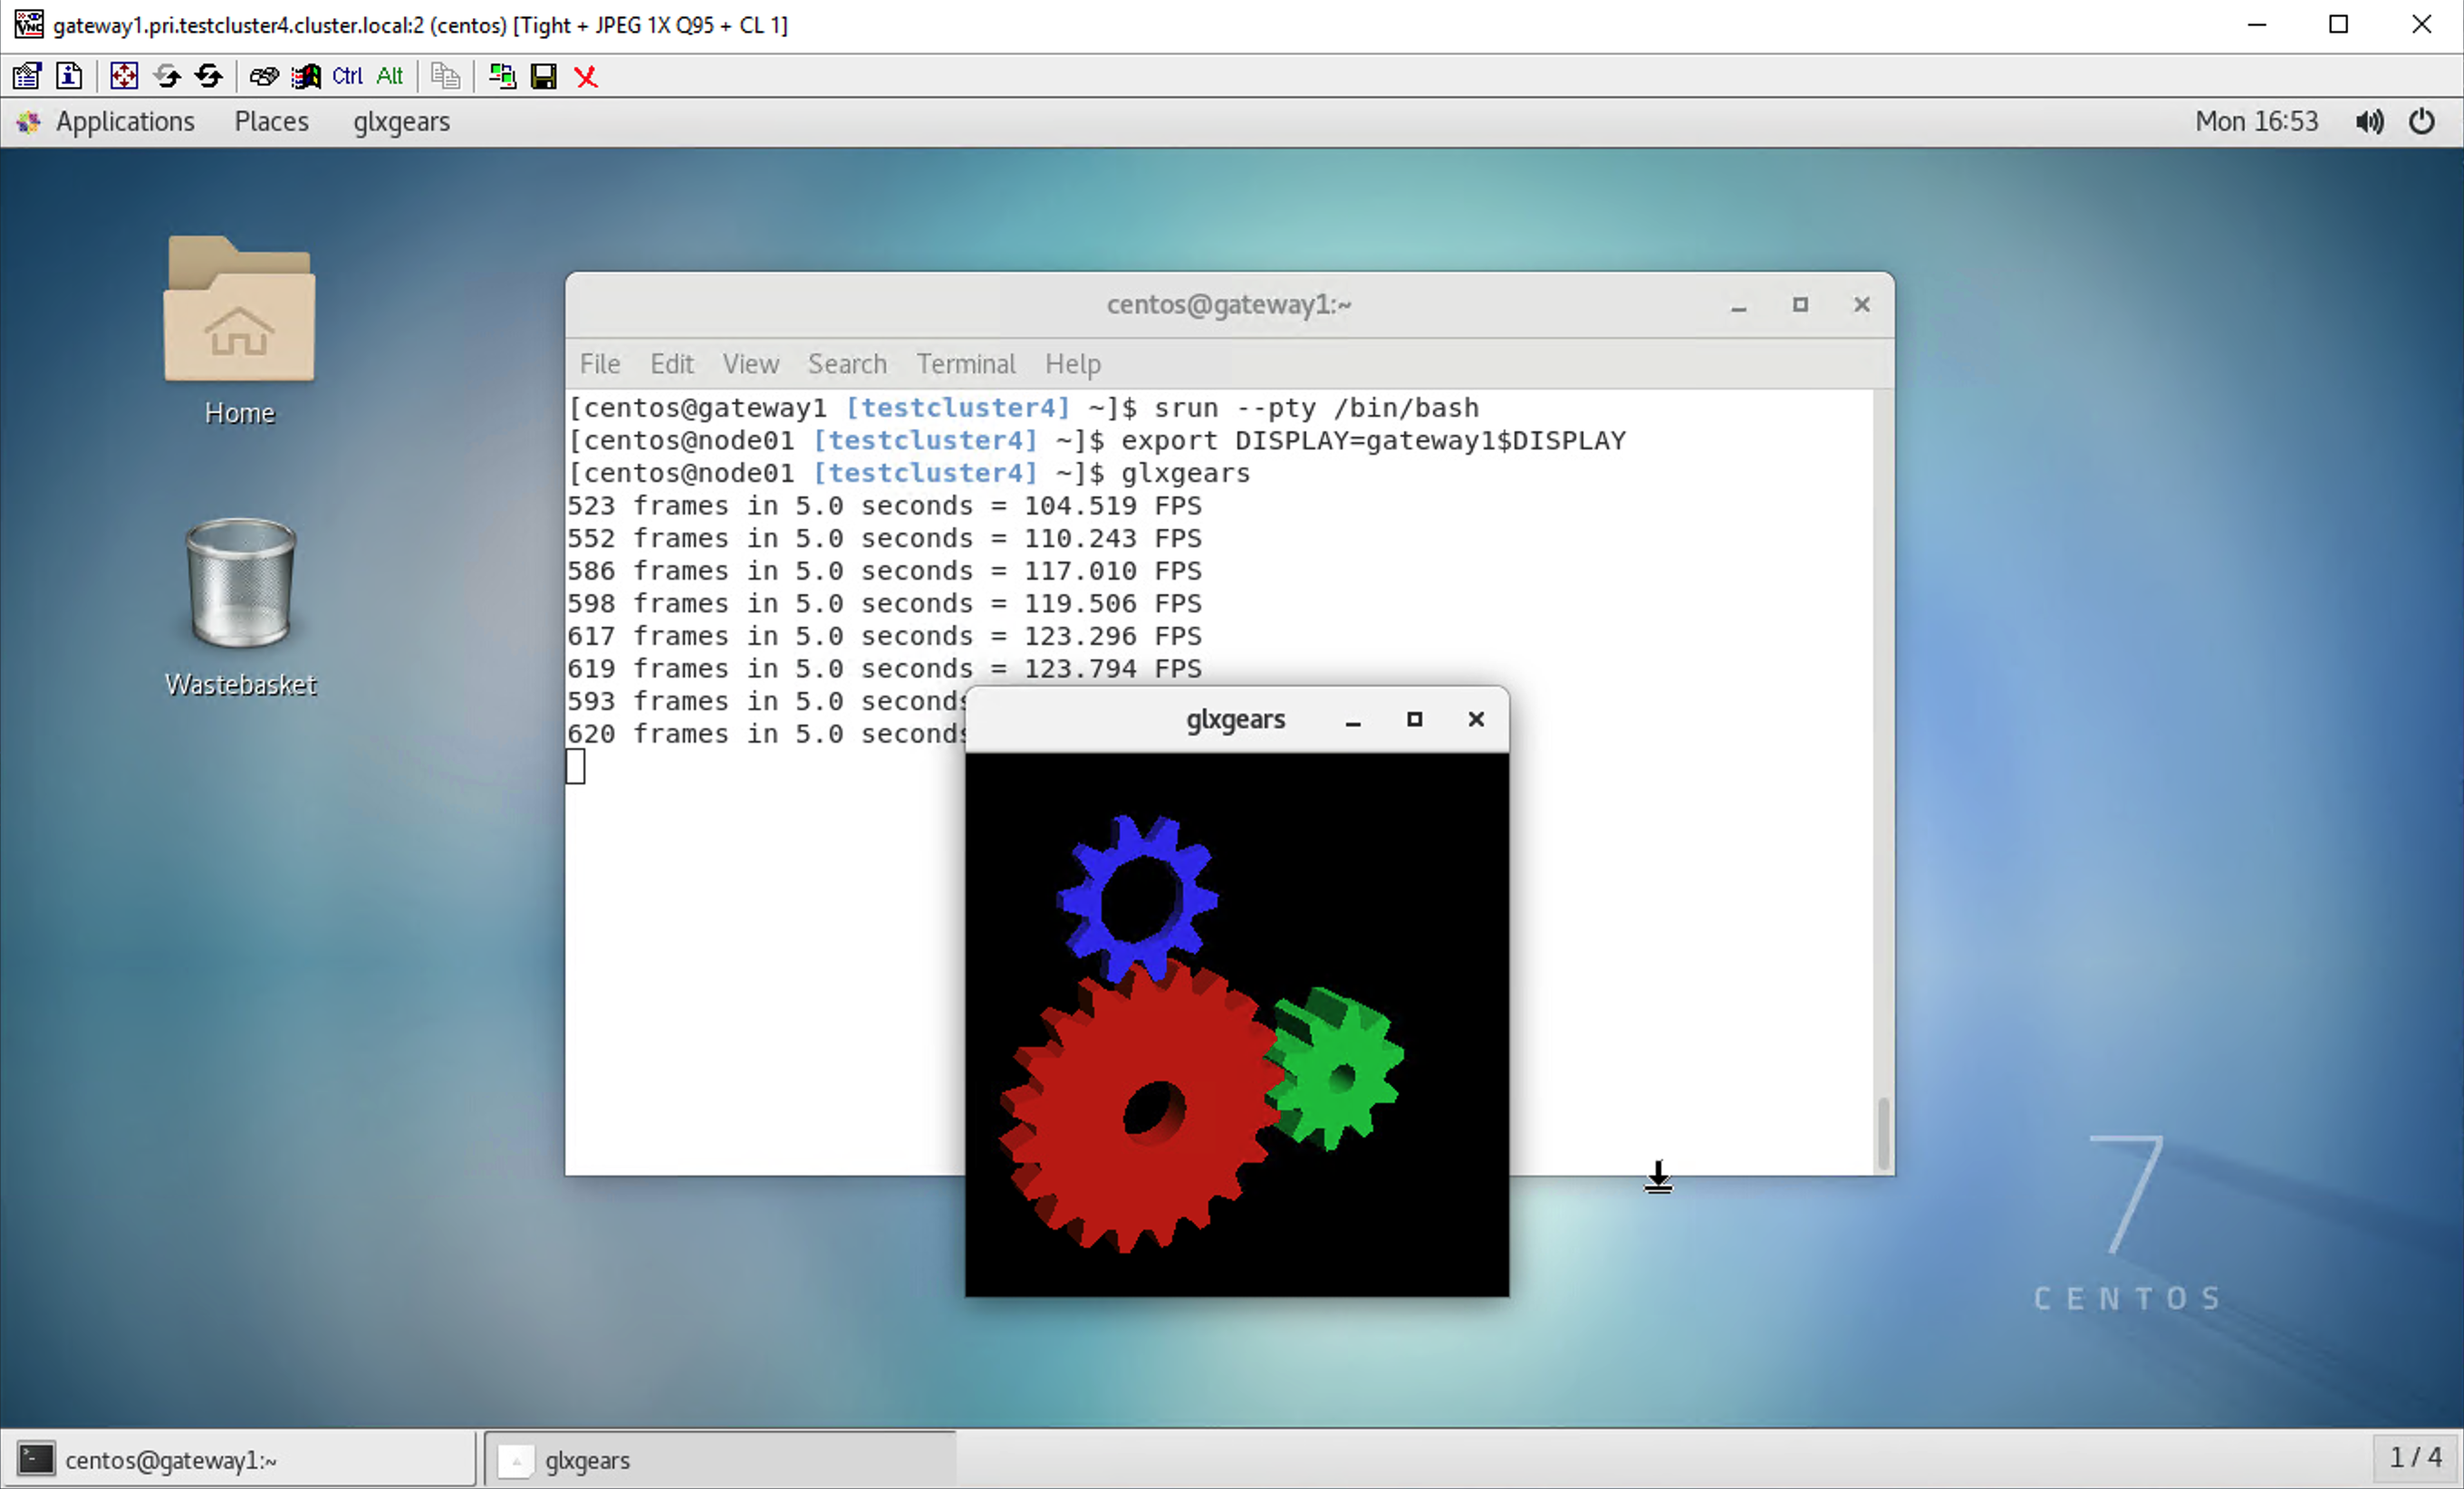 gateway1.pri.testcluster4.cluster.local:2 (centos) [Tight + JPEG 1X Q95 + CL 1]
Ctrl Alt
Applications Places glxgears Mon 16:53
Home
Wastebasket
centos@gateway1:~
File Edit View Search Terminal Help
[centos@gateway1 [testcluster4] ~]$ srun --pty /bin/bash
[centos@node01 [testcluster4] ~]$ export DISPLAY=gateway1$DISPLAY
[centos@node01 [testcluster4] ~]$ glxgears
523 frames in 5.0 seconds = 104.519 FPS
552 frames in 5.0 seconds = 110.243 FPS
586 frames in 5.0 seconds = 117.010 FPS
598 frames in 5.0 seconds = 119.506 FPS
617 frames in 5.0 seconds = 123.296 FPS
619 frames in 5.0 seconds = 123.794 FPS
593 frames in 5.0 seconds
620 frames in 5.0 seconds
glxgears
7
CENTOS
centos@gateway1:~ glxgears 1 / 4